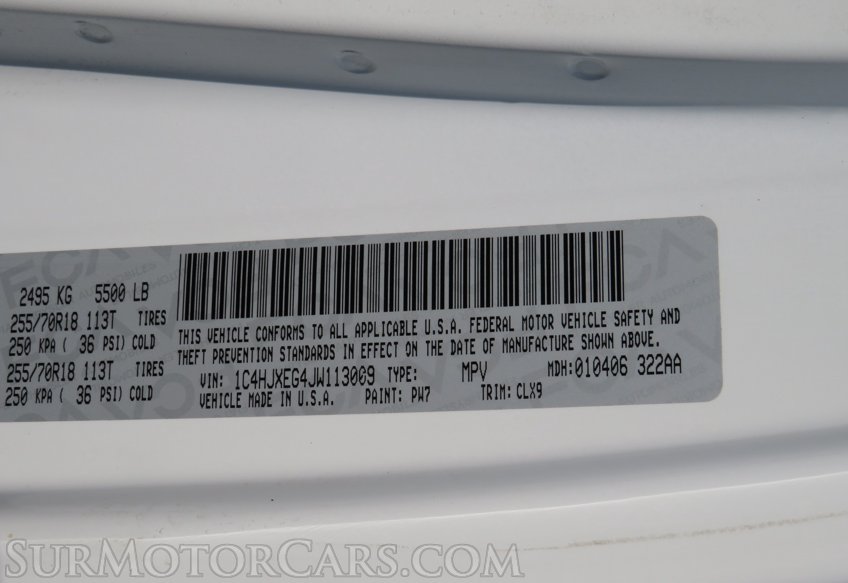 2495 KG 5500 LB
255/70R18 113T TIRES
250 KPA ( 36 PSI) COLD
255/70R18 113T TIRES
250 KPA ( 36 PSI) COLD
THIS VEHICLE CONFORMS TO ALL APPLICABLE U.S.A. FEDERAL MOTOR VEHICLE SAFETY AND
THEFT PREVENTION STANDARDS IN EFFECT ON THE DATE OF MANUFACTURE SHOWN ABOVE.
VIN: 1C4HJXEG4JW113009 TYPE: MPV MDH:010406 322AA
VEHICLE MADE IN U.S.A. PAINT: PW7 TRIM: CLX9
SURMOTORCARS.COM